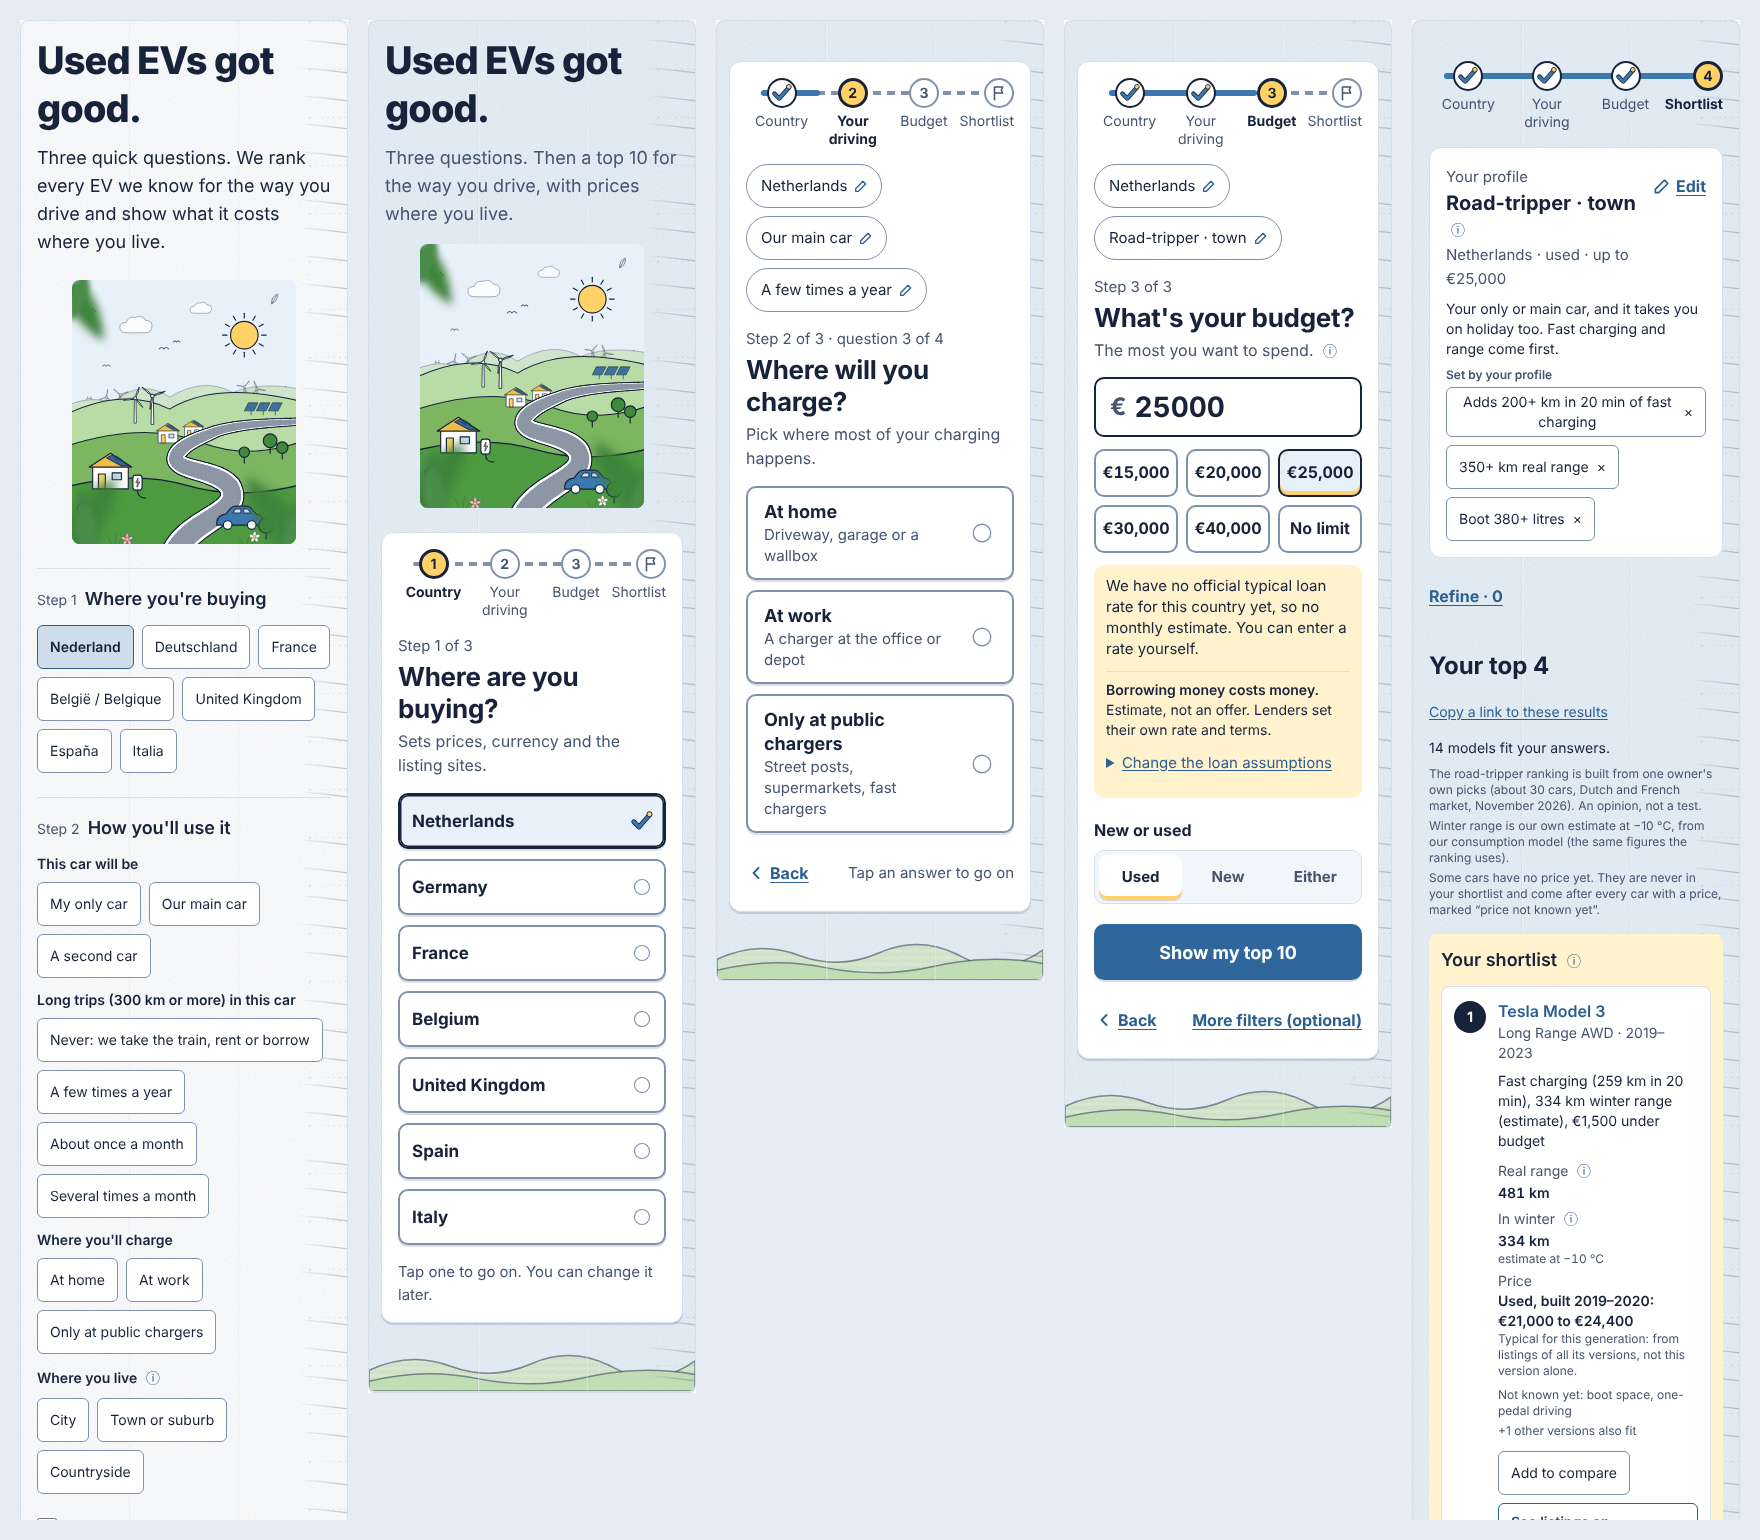 Used EVs got
good.
Three quick questions. We rank
every EV we know for the way you
drive and show what it costs
where you live.
Step 1 Where you're buying
Nederland
Deutschland
France
België / Belgique
United Kingdom
España
Italia
Step 2 How you'll use it
This car will be
My only car
Our main car
A second car
Long trips (300 km or more) in this car
Never: we take the train, rent or borrow
A few times a year
About once a month
Several times a month
Where you'll charge
At home
At work
Only at public chargers
Where you live ⓘ
City
Town or suburb
Countryside
Used EVs got
good.
Three questions. Then a top 10 for
the way you drive, with prices
where you live.
1
2
3
Country
Your
driving
Budget
Shortlist
Step 1 of 3
Where are you
buying?
Sets prices, currency and the
listing sites.
Netherlands
Germany
France
Belgium
United Kingdom
Spain
Italy
Tap one to go on. You can change it
later.
2
3
Country
Your
driving
Budget
Shortlist
Netherlands
Our main car
A few times a year
Step 2 of 3 · question 3 of 4
Where will you
charge?
Pick where most of your charging
happens.
At home
Driveway, garage or a
wallbox
At work
A charger at the office or
depot
Only at public
chargers
Street posts,
supermarkets, fast
chargers
Back
Tap an answer to go on
3
Country
Your
driving
Budget
Shortlist
Netherlands
Road-tripper · town
Step 3 of 3
What's your budget?
The most you want to spend. ⓘ
€ 25000
€15,000
€20,000
€25,000
€30,000
€40,000
No limit
We have no official typical loan
rate for this country yet, so no
monthly estimate. You can enter a
rate yourself.
Borrowing money costs money.
Estimate, not an offer. Lenders set
their own rate and terms.
Change the loan assumptions
New or used
Used
New
Either
Show my top 10
Back
More filters (optional)
4
Country
Your
driving
Budget
Shortlist
Your profile
Edit
Road-tripper · town
ⓘ
Netherlands · used · up to
€25,000
Your only or main car, and it takes you
on holiday too. Fast charging and
range come first.
Set by your profile
Adds 200+ km in 20 min of fast
charging ×
350+ km real range ×
Boot 380+ litres ×
Refine · 0
Your top 4
Copy a link to these results
14 models fit your answers.
The road-tripper ranking is built from one owner's
own picks (about 30 cars, Dutch and French
market, November 2026). An opinion, not a test.
Winter range is our own estimate at −10 °C, from
our consumption model (the same figures the
ranking uses).
Some cars have no price yet. They are never in
your shortlist and come after every car with a price,
marked “price not known yet”.
Your shortlist ⓘ
1
Tesla Model 3
Long Range AWD · 2019–
2023
Fast charging (259 km in 20
min), 334 km winter range
(estimate), €1,500 under
budget
Real range ⓘ
481 km
In winter ⓘ
334 km
estimate at −10 °C
Price
Used, built 2019–2020:
€21,000 to €24,400
Typical for this generation: from
listings of all its versions, not this
version alone.
Not known yet: boot space, one-
pedal driving
+1 other versions also fit
Add to compare